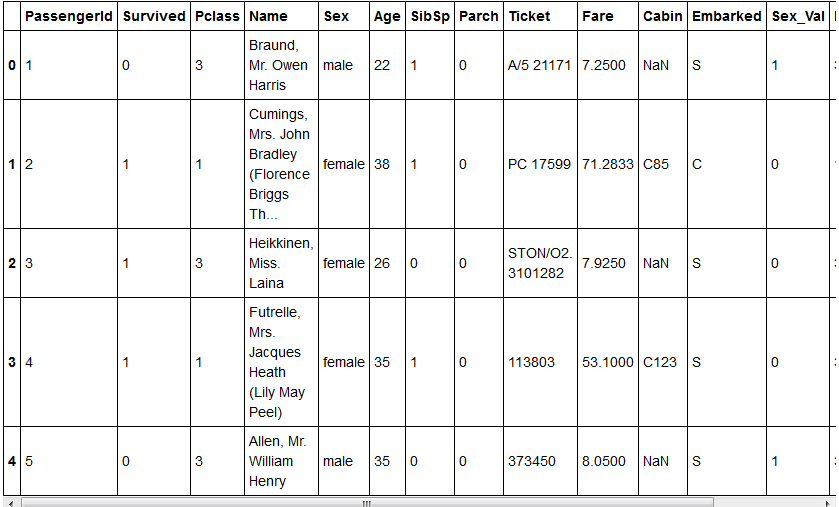 PassengerId Survived Pclass Name Sex Age SibSp Parch Ticket Fare Cabin Embarked Sex_Val
0 1 0 3 Braund, Mr. Owen Harris male 22 1 0 A/5 21171 7.2500 NaN S 1
1 2 1 1 Cumings, Mrs. John Bradley (Florence Briggs Th... female 38 1 0 PC 17599 71.2833 C85 C 0
2 3 1 3 Heikkinen, Miss. Laina female 26 0 0 STON/O2. 3101282 7.9250 NaN S 0
3 4 1 1 Futrelle, Mrs. Jacques Heath (Lily May Peel) female 35 1 0 113803 53.1000 C123 S 0
4 5 0 3 Allen, Mr. William Henry male 35 0 0 373450 8.0500 NaN S 1